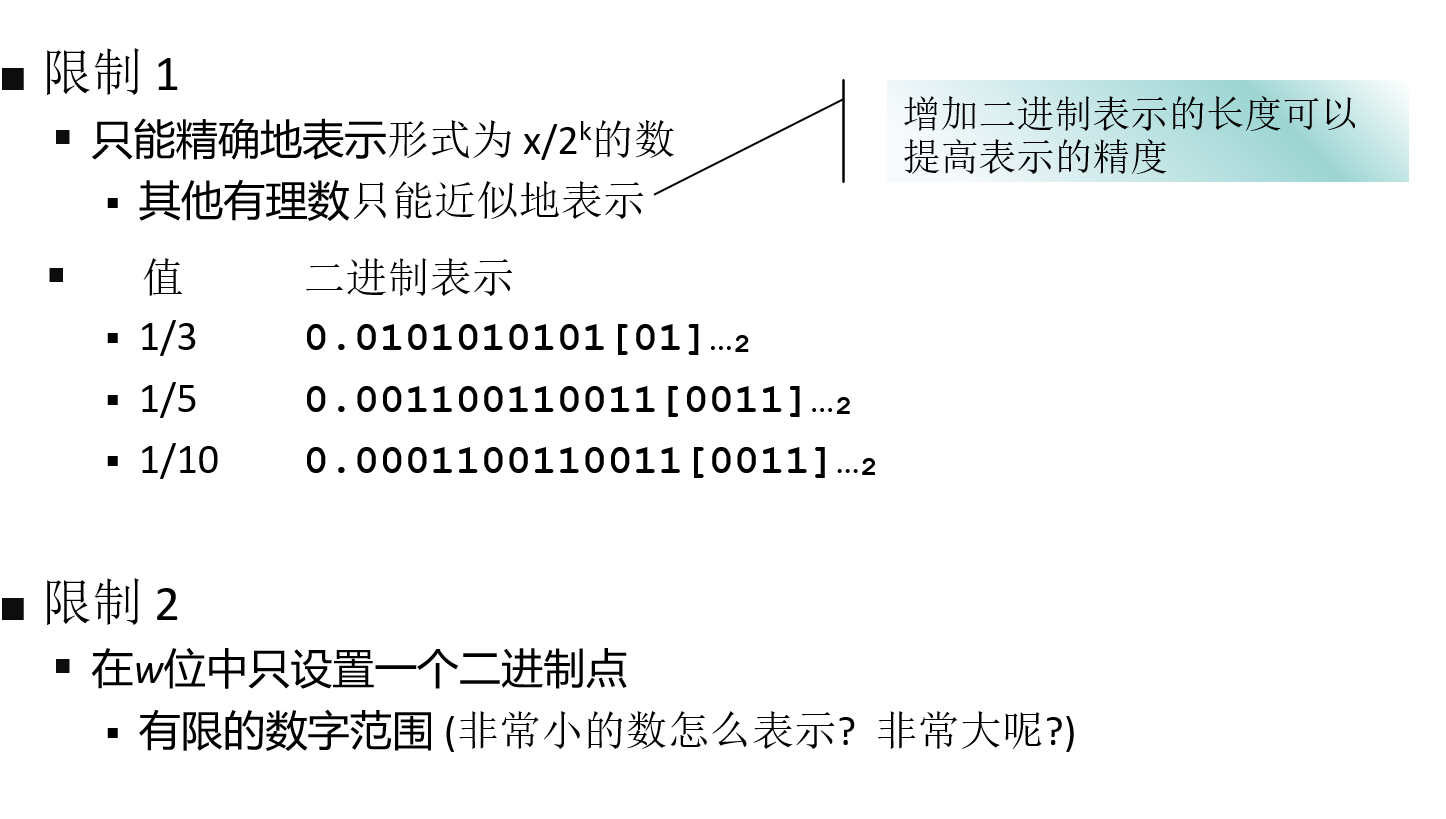 ■ 限制 1
▪ 只能精确地表示形式为 x/2ᵏ的数
▪ 其他有理数只能近似地表示
增加二进制表示的长度可以
提高表示的精度
▪ 值 二进制表示
▪ 1/3 0.0101010101[01]…₂
▪ 1/5 0.001100110011[0011]…₂
▪ 1/10 0.0001100110011[0011]…₂
■ 限制 2
▪ 在w位中只设置一个二进制点
▪ 有限的数字范围 (非常小的数怎么表示? 非常大呢?)